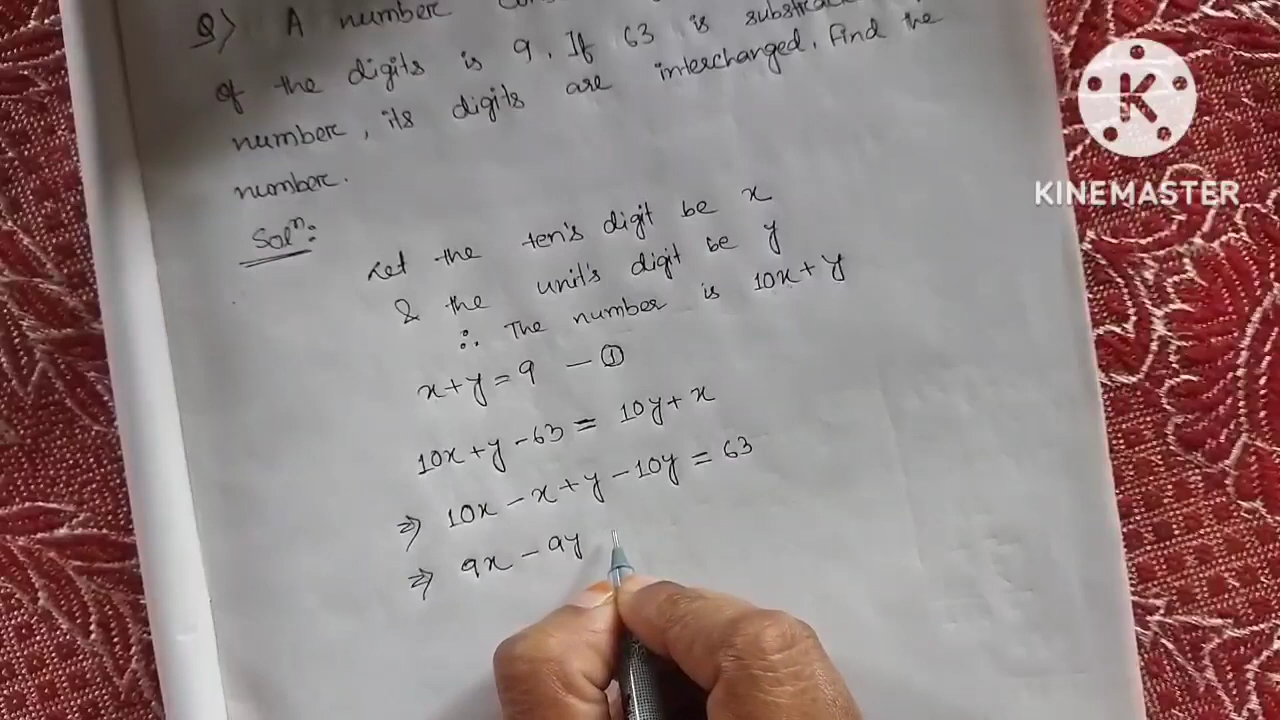 Q) A number
of the digits is 9. If 63 is
number, its digits are interchanged. Find the
number.
Solⁿ:
Let the ten's digit be x
& the unit's digit be y
∴ The number is 10x + y
x + y = 9 — ①
10x + y - 63 = 10y + x
⇒ 10x - x + y - 10y = 63
⇒ 9x - 9y
K
KINEMASTER